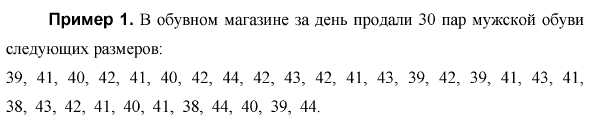 Пример 1. В обувном магазине за день продали 30 пар мужской обуви
следующих размеров:
39, 41, 40, 42, 41, 40, 42, 44, 42, 43, 42, 41, 43, 39, 42, 39, 41, 43, 41,
38, 43, 42, 41, 40, 41, 38, 44, 40, 39, 44.